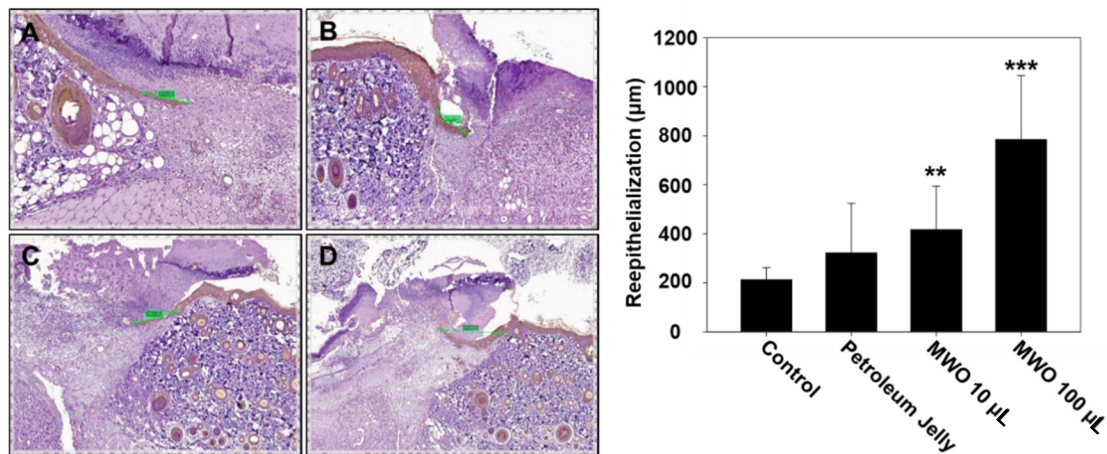 A
B
C
D
1200
1000
800
600
400
200
0
Reepithelialization (µm)
**
***
Control
Petroleum Jelly
MWO 10 µL
MWO 100 µL